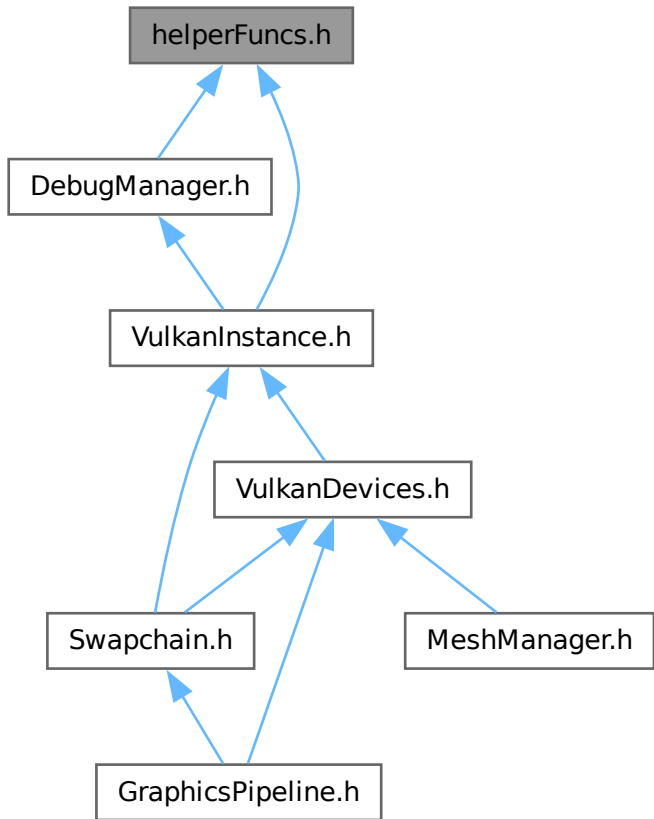 helperFuncs.h
DebugManager.h
VulkanInstance.h
VulkanDevices.h
Swapchain.h
MeshManager.h
GraphicsPipeline.h